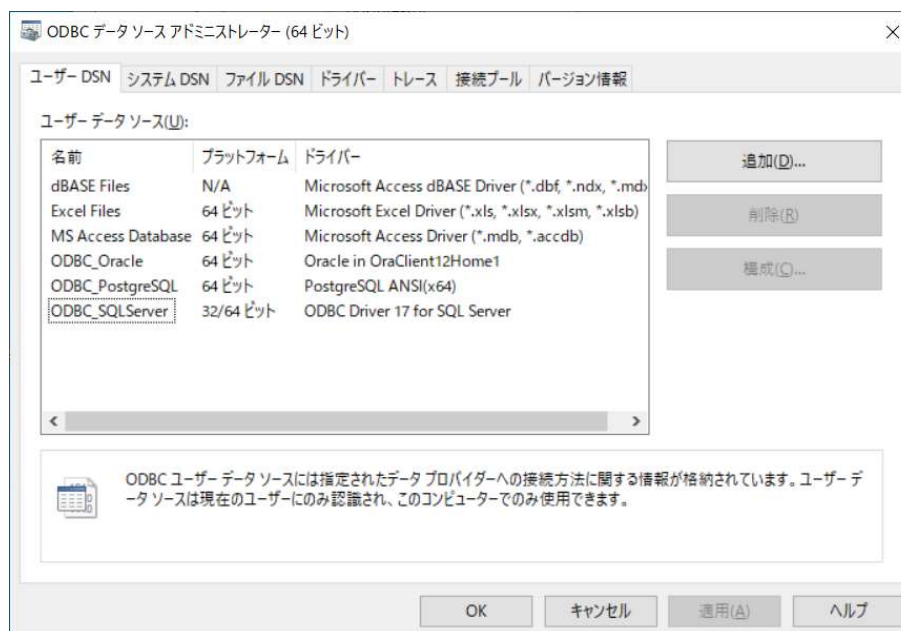 ODBC データ ソース アドミニストレーター (64 ビット)
ユーザー DSN システム DSN ファイル DSN ドライバー トレース 接続プール バージョン情報
ユーザー データ ソース(U):
名前 プラットフォーム ドライバー
dBASE Files N/A Microsoft Access dBASE Driver (*.dbf, *.ndx, *.md
Excel Files 64 ビット Microsoft Excel Driver (*.xls, *.xlsx, *.xlsm, *.xlsb)
MS Access Database 64 ビット Microsoft Access Driver (*.mdb, *.accdb)
ODBC_Oracle 64 ビット Oracle in OraClient12Home1
ODBC_PostgreSQL 64 ビット PostgreSQL ANSI(x64)
ODBC_SQLServer 32/64 ビット ODBC Driver 17 for SQL Server
追加(D)...
削除(R)
構成(C)...
ODBC ユーザー データ ソースには指定されたデータ プロバイダーへの接続方法に関する情報が格納されています。ユーザー デ
ータ ソースは現在のユーザーにのみ認識され、このコンピューターでのみ使用できます。
OK キャンセル 適用(A) ヘルプ